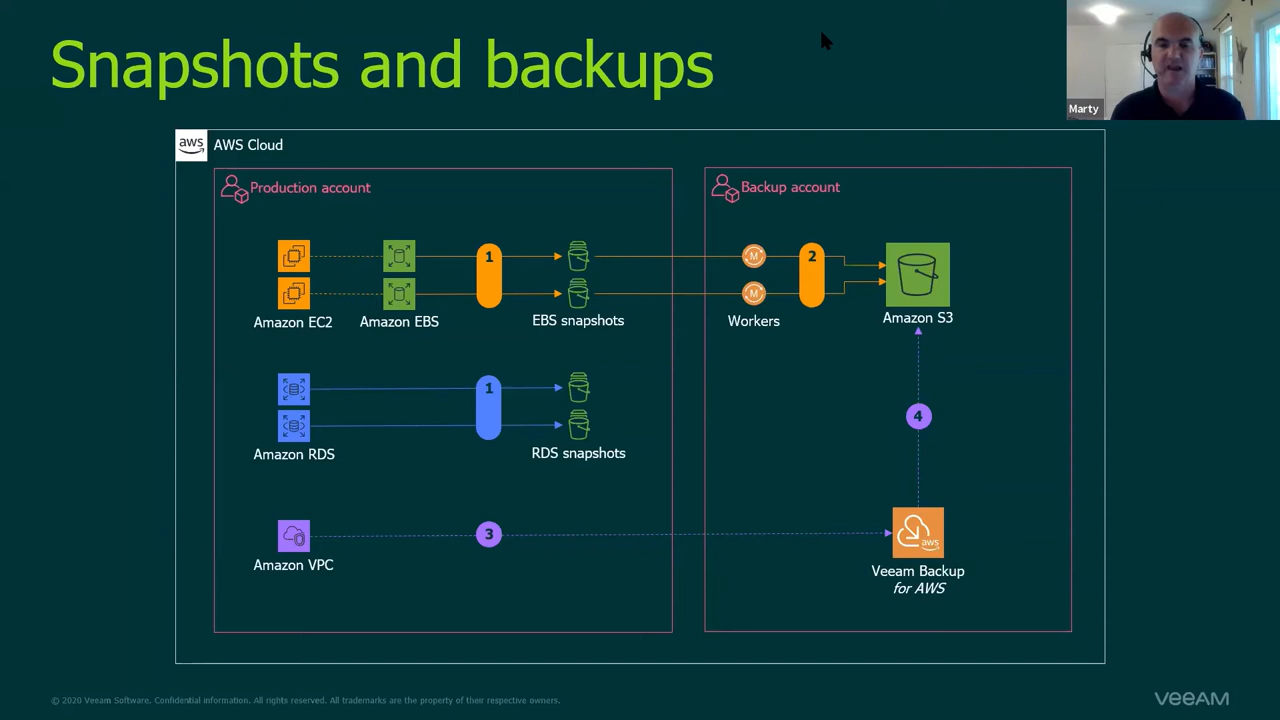 Snapshots and backups
Marty
aws
AWS Cloud
Production account
Backup account
1
M
2
M
Amazon EC2
Amazon EBS
EBS snapshots
Workers
Amazon S3
1
4
Amazon RDS
RDS snapshots
3
aws
Amazon VPC
Veeam Backup
for AWS
© 2020 Veeam Software. Confidential information. All rights reserved. All trademarks are the property of their respective owners.
VEEAM